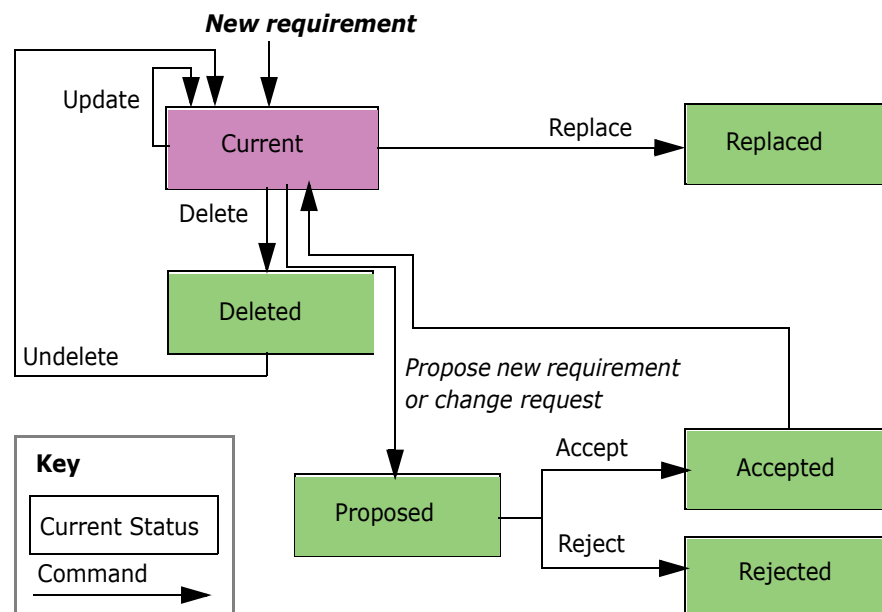 New requirement
Update
Current
Replace
Replaced
Delete
Deleted
Undelete
Propose new requirement
or change request
Key
Current Status
Command
Proposed
Accept
Accepted
Reject
Rejected